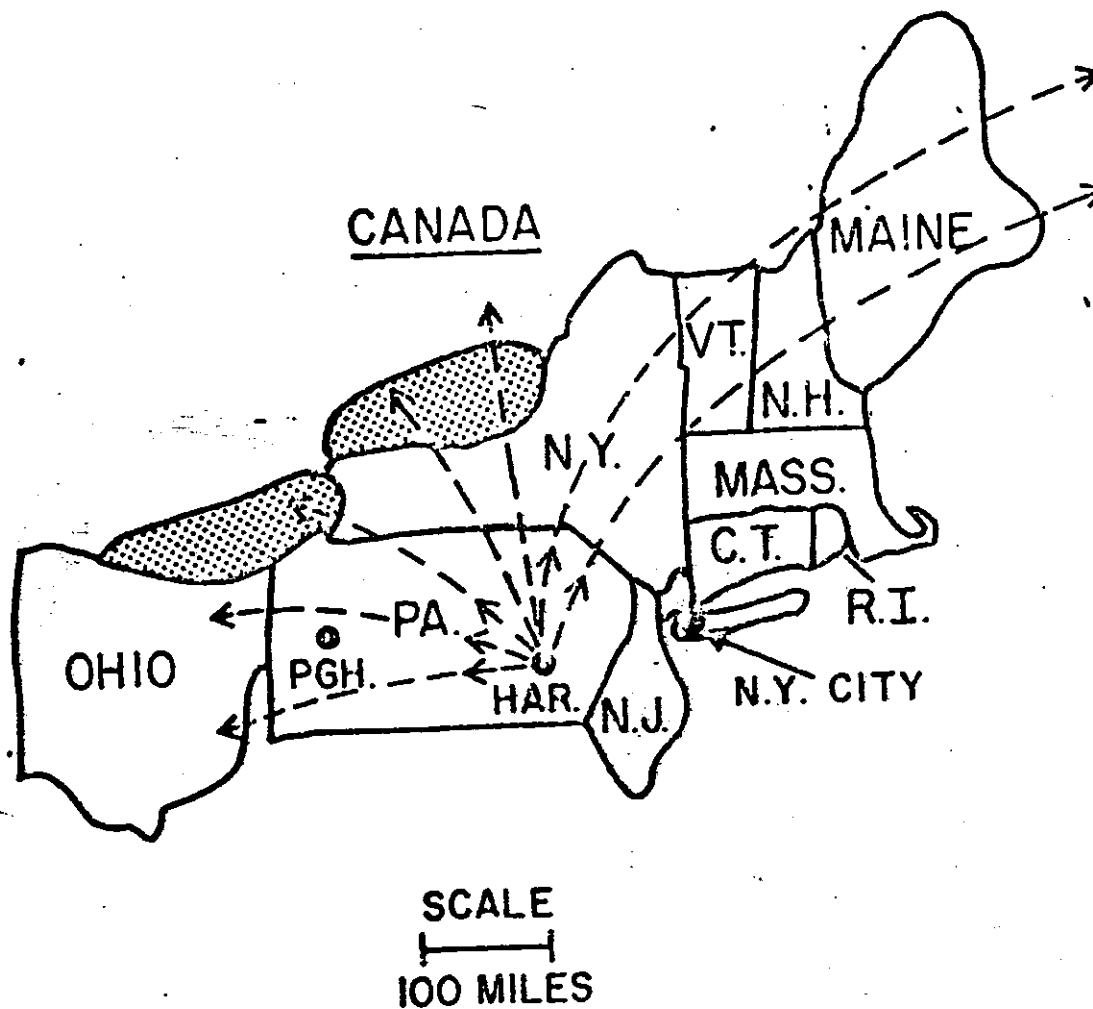 CANADA
MAINE
VT.
N.H.
N.Y.
MASS.
C.T.
R.I.
PA.
OHIO
PGH.
HAR.
N.J.
N.Y. CITY
SCALE
100 MILES